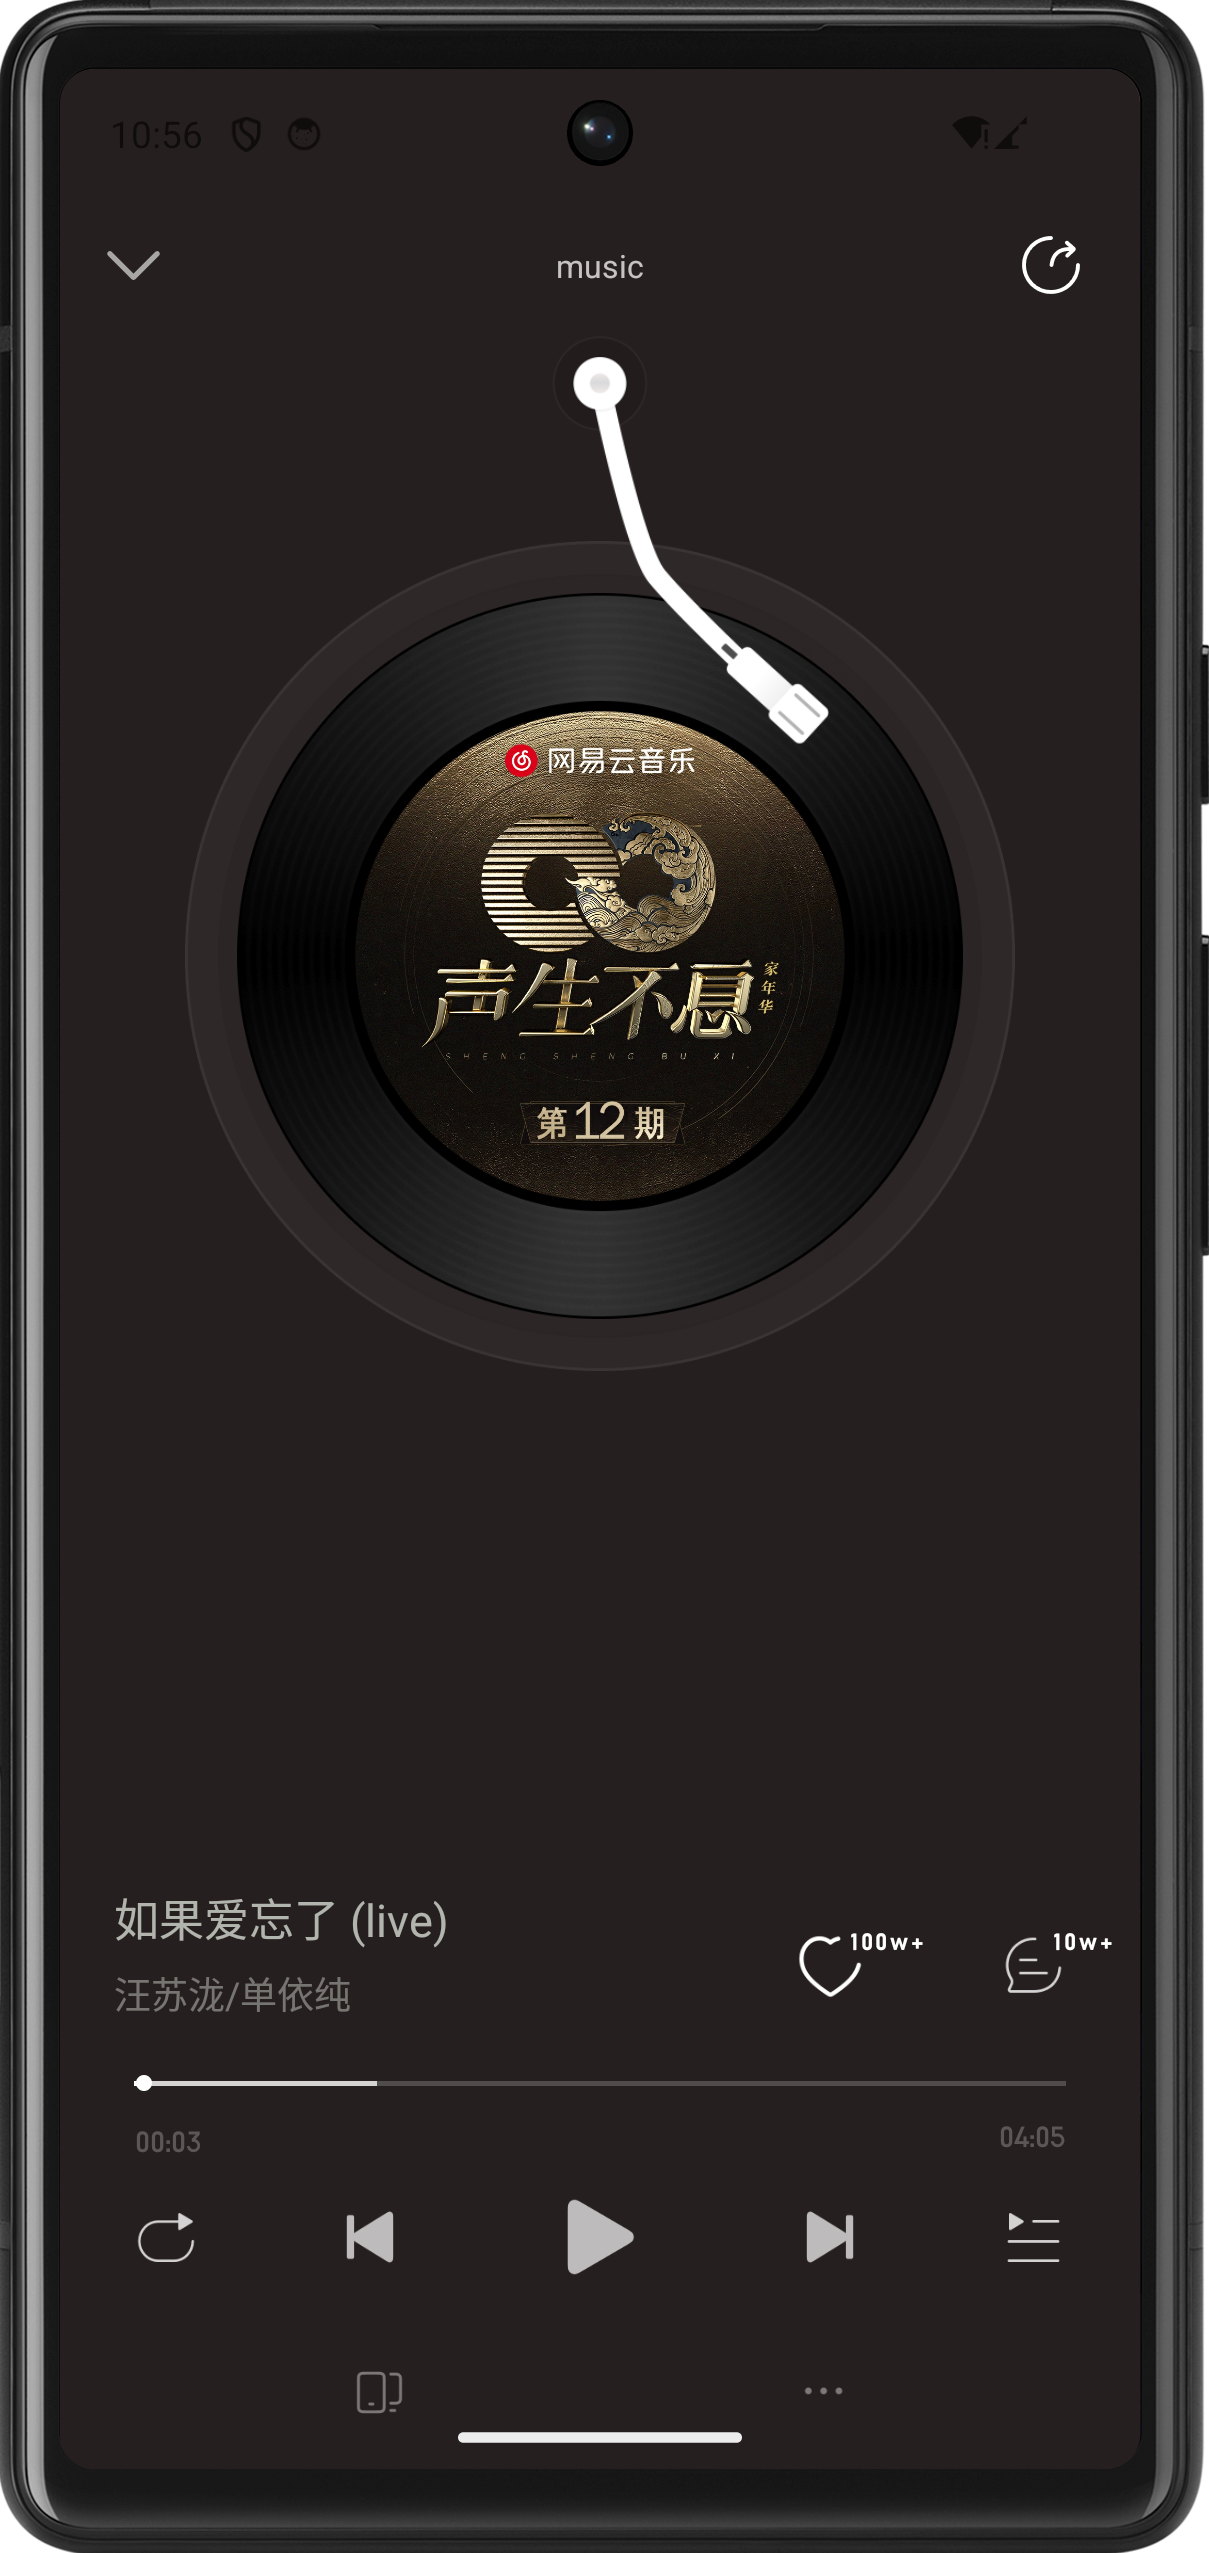 10:56
music
网易云音乐
声生不息
家年华
SHENG SHENG BU XI
第12期
如果爱忘了 (live)
100w+
10w+
汪苏泷/单依纯
00:03
04:05